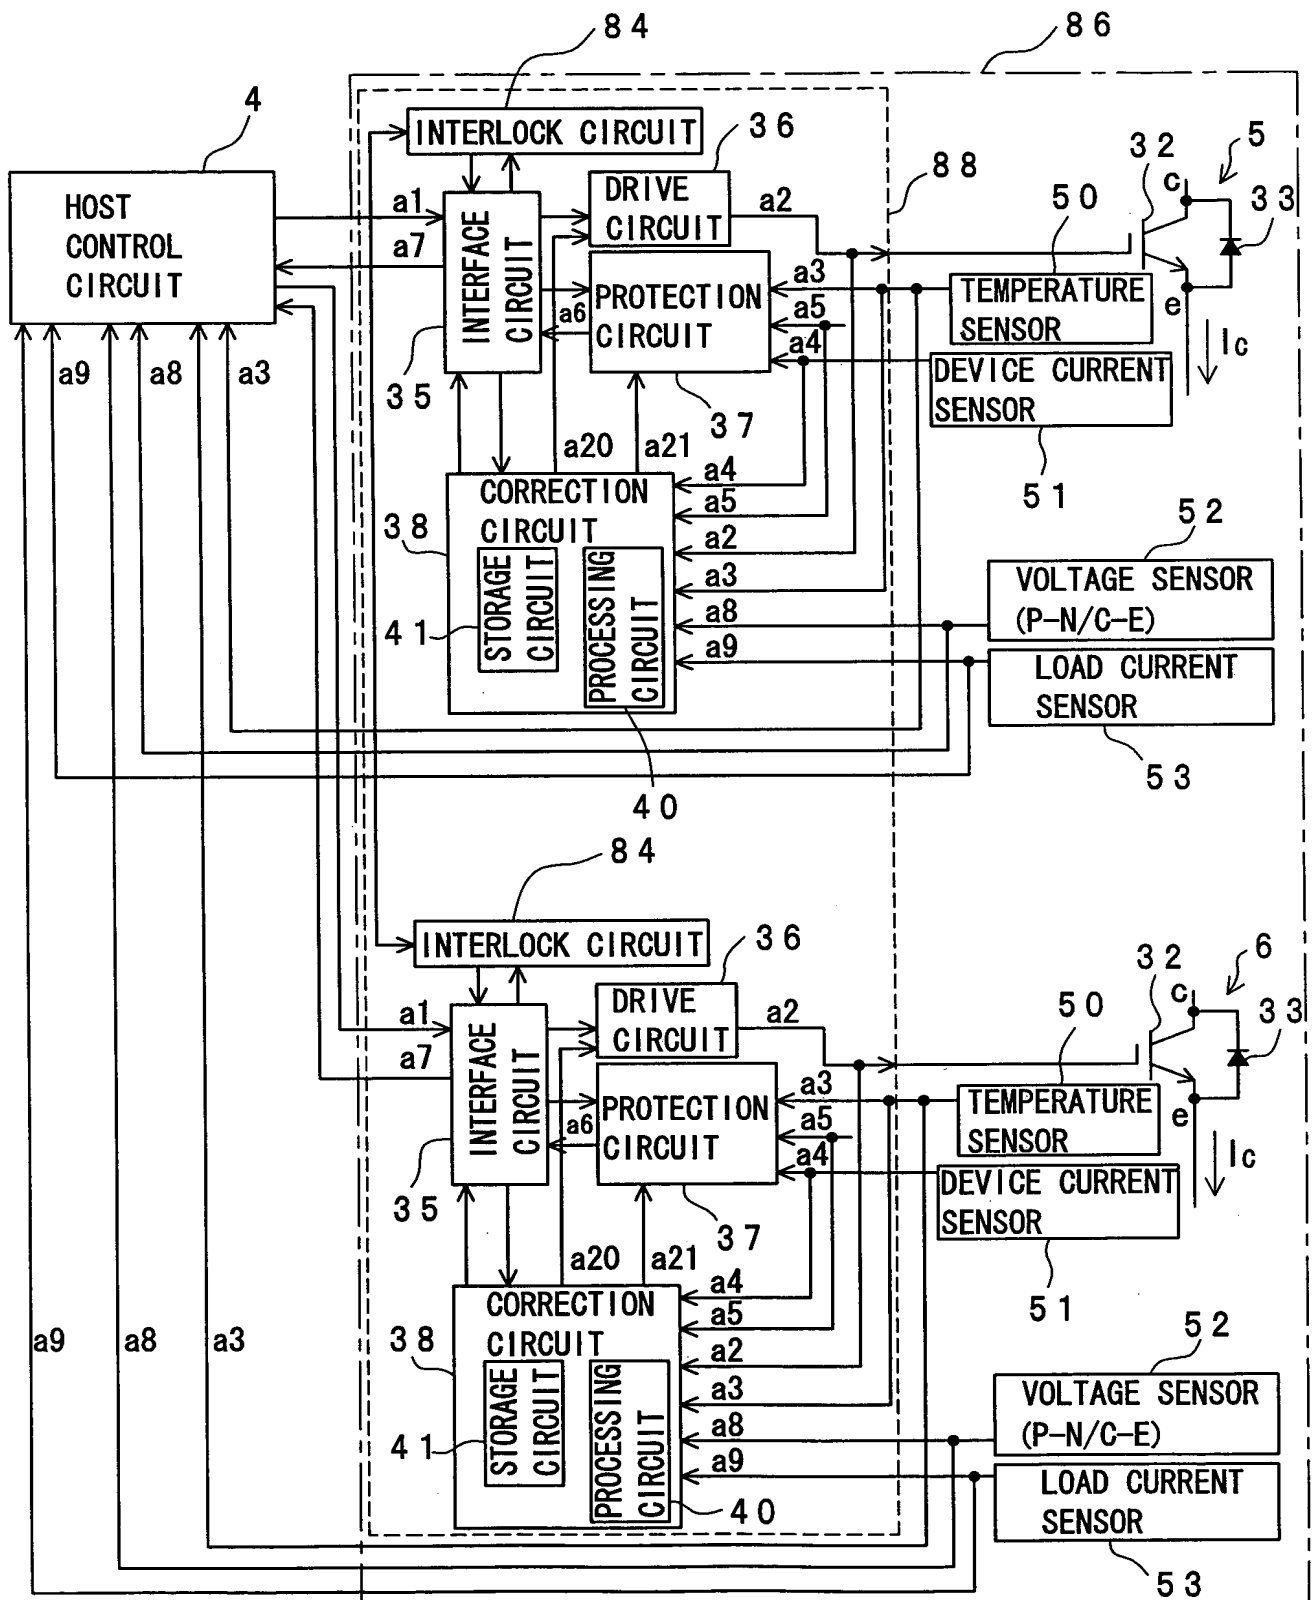 84
86
4
INTERLOCK CIRCUIT
36
32
5
HOST
CONTROL
CIRCUIT
a1
a7
INTERFACE
CIRCUIT
DRIVE
CIRCUIT
a2
88
50
c
33
PROTECTION
CIRCUIT
a6
a3
a5
a4
TEMPERATURE
SENSOR
e
Ic
a9
a8
a3
35
37
DEVICE CURRENT
SENSOR
51
a20
a21
CORRECTION
CIRCUIT
38
a4
a5
a2
a3
a8
a9
52
VOLTAGE SENSOR
(P-N/C-E)
41
STORAGE
CIRCUIT
PROCESSING
CIRCUIT
LOAD CURRENT
SENSOR
40
53
84
INTERLOCK CIRCUIT
36
32
6
a1
a7
INTERFACE
CIRCUIT
DRIVE
CIRCUIT
a2
50
c
33
PROTECTION
CIRCUIT
a6
a3
a5
a4
TEMPERATURE
SENSOR
e
Ic
35
37
DEVICE CURRENT
SENSOR
51
a20
a21
a9
a8
a3
CORRECTION
CIRCUIT
38
a4
a5
a2
a3
a8
a9
52
VOLTAGE SENSOR
(P-N/C-E)
41
STORAGE
CIRCUIT
PROCESSING
CIRCUIT
40
LOAD CURRENT
SENSOR
53